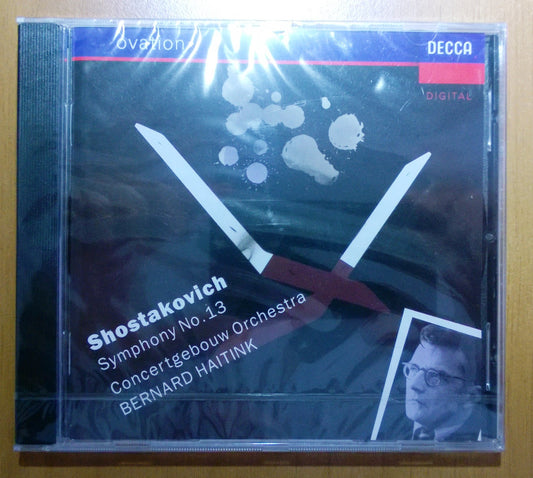 ovation
DECCA
DIGITAL
Shostakovich
Symphony No.13
Concertgebouw Orchestra
BERNARD HAITINK